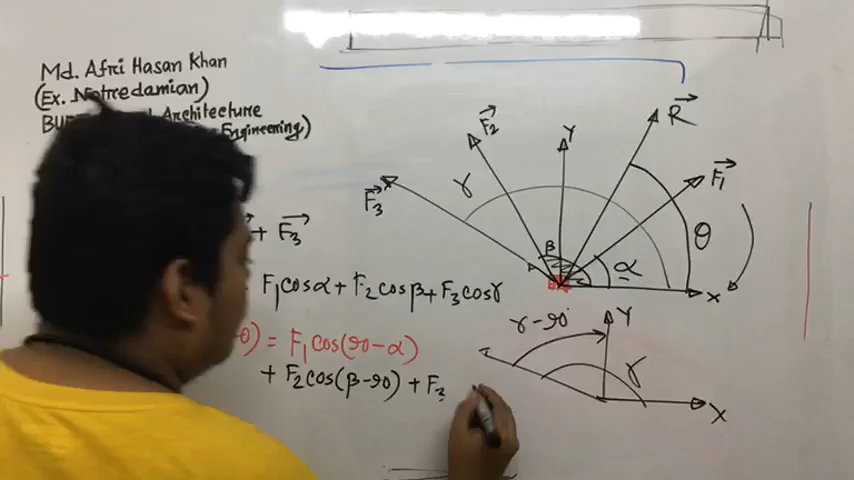 Md. Afri Hasan Khan
(Ex. Notredamian)
Architecture
Engineering)
+ F₃→
F₁cosα + F₂cosβ + F₃cosγ
θ) = F₁cos(90-α)
+ F₂cos(β-90) + F₃
R→
Y
F₂→
F₁→
γ
F₃→
θ
β
α
X
γ-90°
Y
γ
X